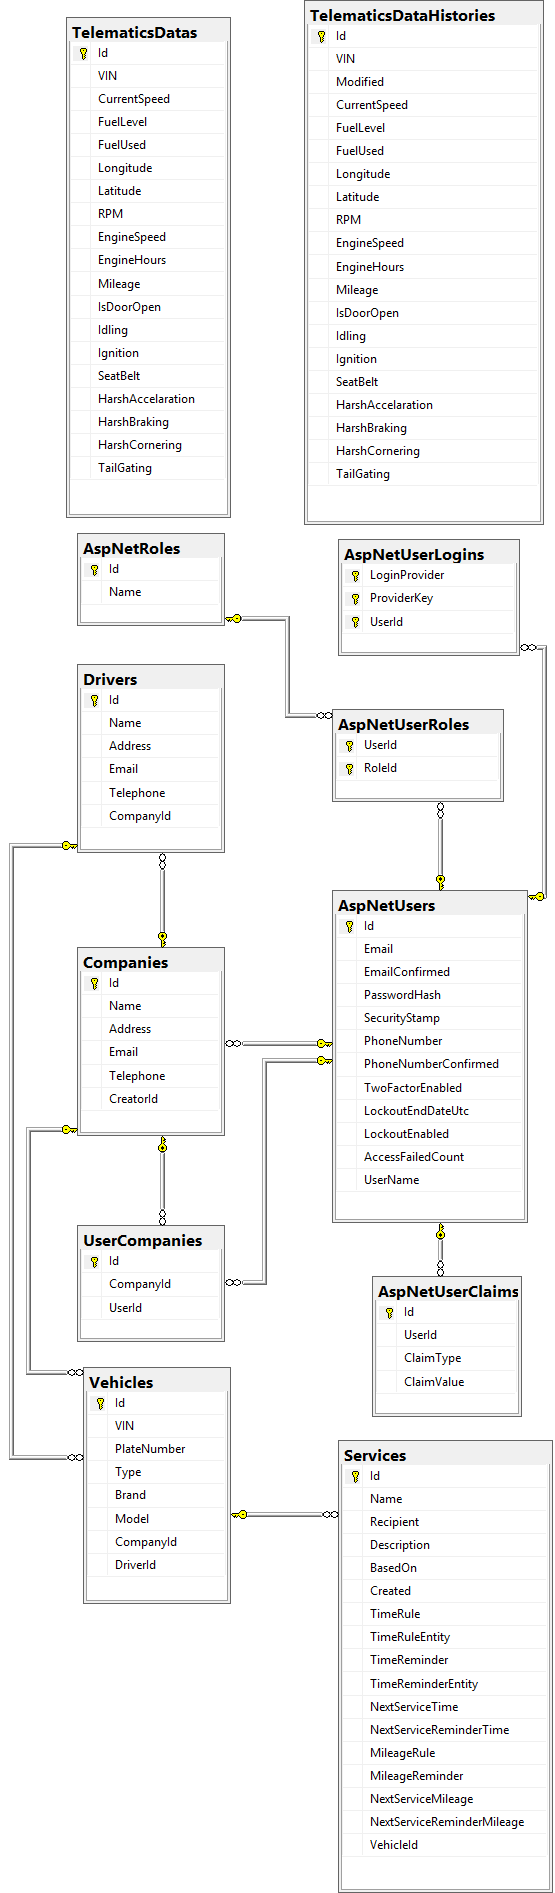 TelematicsDatas
Id
VIN
CurrentSpeed
FuelLevel
FuelUsed
Longitude
Latitude
RPM
EngineSpeed
EngineHours
Mileage
IsDoorOpen
Idling
Ignition
SeatBelt
HarshAccelaration
HarshBraking
HarshCornering
TailGating
TelematicsDataHistories
Id
VIN
Modified
CurrentSpeed
FuelLevel
FuelUsed
Longitude
Latitude
RPM
EngineSpeed
EngineHours
Mileage
IsDoorOpen
Idling
Ignition
SeatBelt
HarshAccelaration
HarshBraking
HarshCornering
TailGating
AspNetRoles
Id
Name
AspNetUserLogins
LoginProvider
ProviderKey
UserId
Drivers
Id
Name
Address
Email
Telephone
CompanyId
AspNetUserRoles
UserId
RoleId
AspNetUsers
Id
Email
EmailConfirmed
PasswordHash
SecurityStamp
PhoneNumber
PhoneNumberConfirmed
TwoFactorEnabled
LockoutEndDateUtc
LockoutEnabled
AccessFailedCount
UserName
Companies
Id
Name
Address
Email
Telephone
CreatorId
UserCompanies
Id
CompanyId
UserId
AspNetUserClaims
Id
UserId
ClaimType
ClaimValue
Vehicles
Id
VIN
PlateNumber
Type
Brand
Model
CompanyId
DriverId
Services
Id
Name
Recipient
Description
BasedOn
Created
TimeRule
TimeRuleEntity
TimeReminder
TimeReminderEntity
NextServiceTime
NextServiceReminderTime
MileageRule
MileageReminder
NextServiceMileage
NextServiceReminderMileage
VehicleId